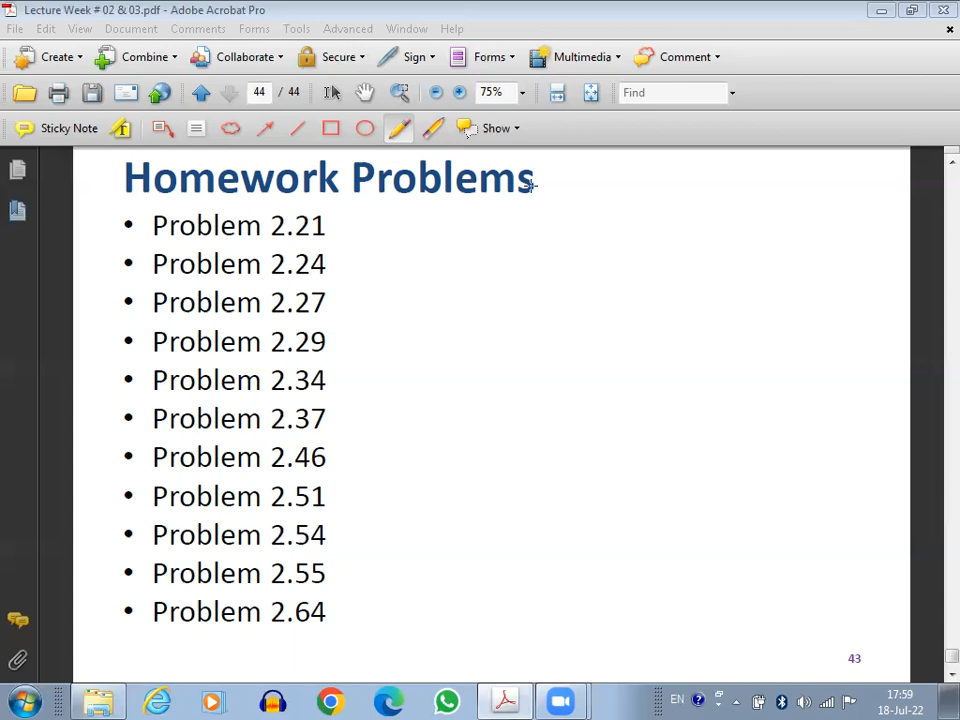 Lecture Week # 02 & 03.pdf - Adobe Acrobat Pro
File Edit View Document Comments Forms Tools Advanced Window Help
Create Combine Collaborate Secure Sign Forms Multimedia Comment
44 / 44 75% Find
Sticky Note Show
Homework Problems
• Problem 2.21
• Problem 2.24
• Problem 2.27
• Problem 2.29
• Problem 2.34
• Problem 2.37
• Problem 2.46
• Problem 2.51
• Problem 2.54
• Problem 2.55
• Problem 2.64
43
EN 17:59
18-Jul-22